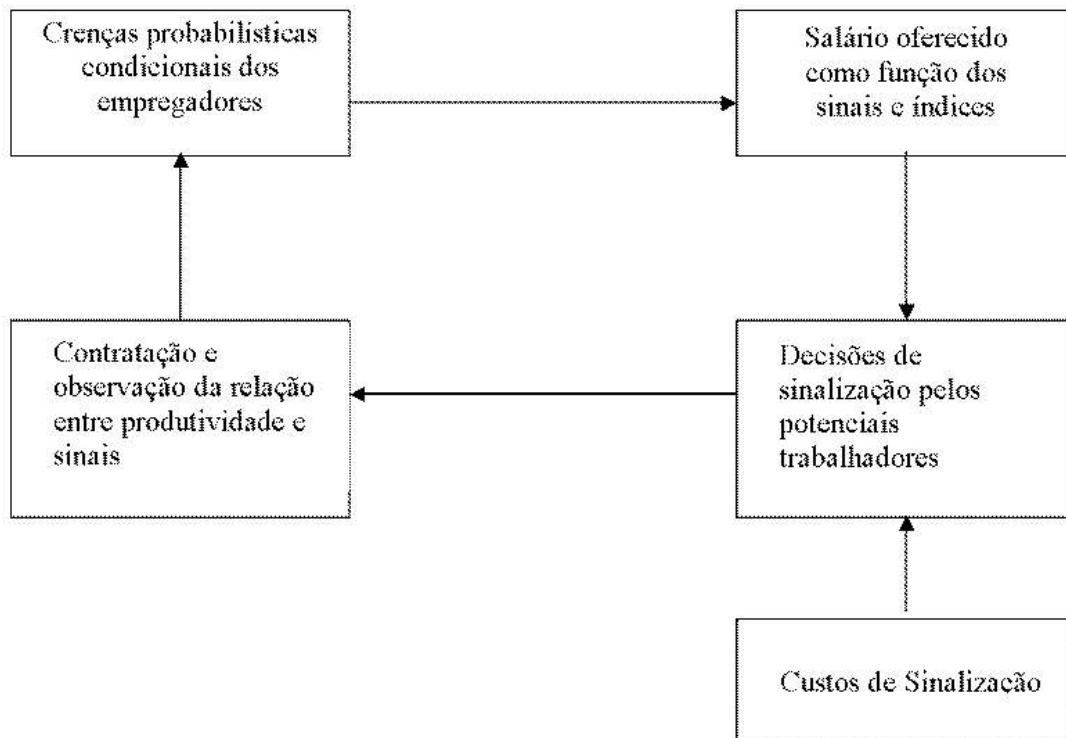 Crenças probabilísticas
condicionais dos
empregadores
Salário oferecido
como função dos
sinais e índices
Contratação e
observação da relação
entre produtividade e
sinais
Decisões de
sinalização pelos
potenciais
trabalhadores
Custos de Sinalização